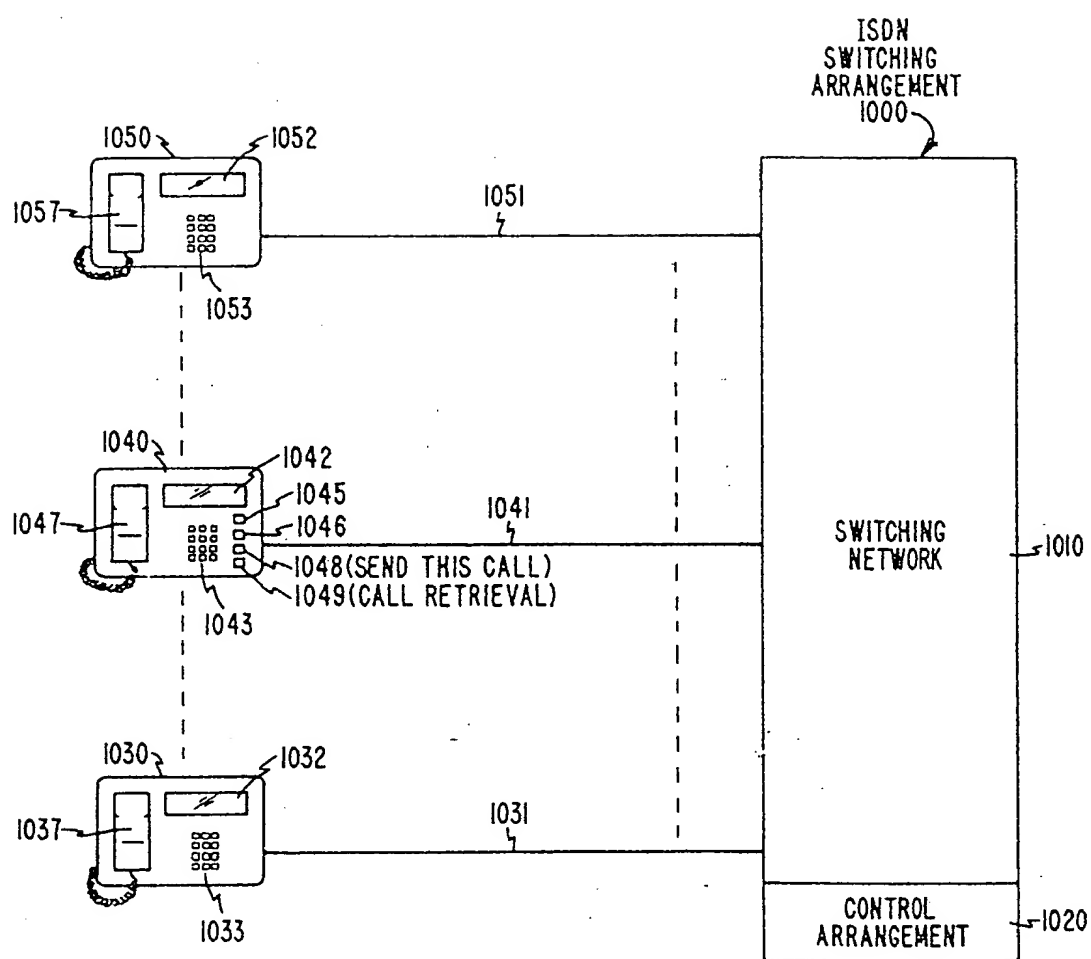 ISDN
SWITCHING
ARRANGEMENT
1000
1050
1052
1057
1051
1053
1040
1042
1045
1046
1047
1041
1048(SEND THIS CALL)
1049(CALL RETRIEVAL)
1043
SWITCHING
NETWORK
1010
1030
1032
1037
1031
1033
CONTROL
ARRANGEMENT
1020